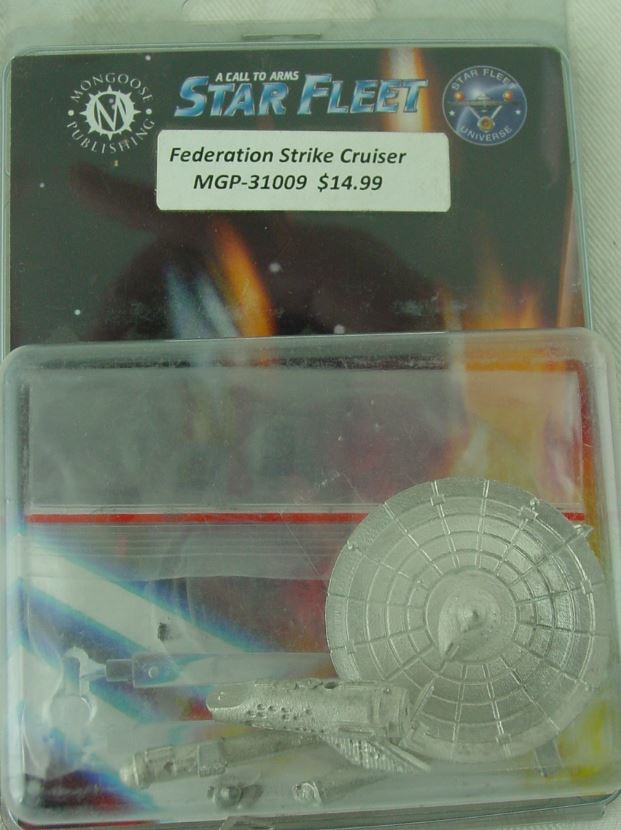 MONGOOSE
PUBLISHING
M
A CALL TO ARMS
STAR FLEET
STAR FLEET
UNIVERSE
Federation Strike Cruiser
MGP-31009 $14.99